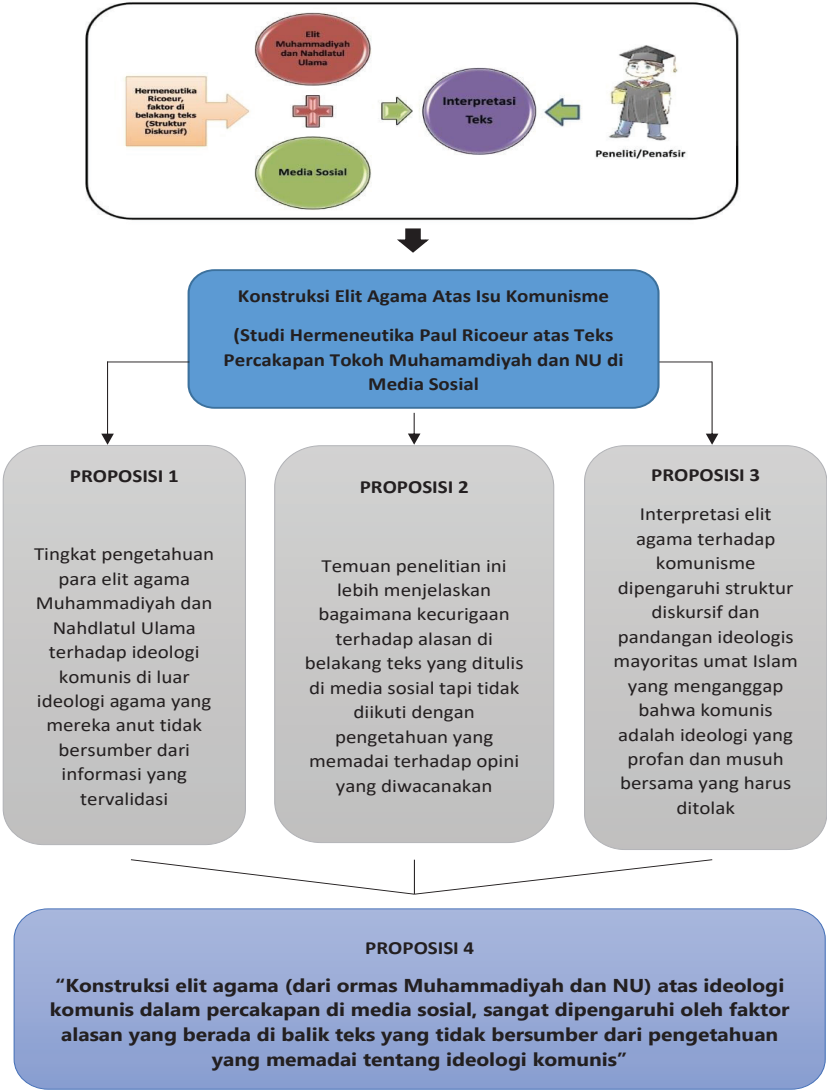 Elit
Muhammadiyah
dan Nahdlatul
Ulama
Hermeneutika
Ricoeur,
faktor di
belakang teks
(Struktur
Diskursif)
Media Sosial
Interpretasi
Teks
Peneliti/Penafsir
Konstruksi Elit Agama Atas Isu Komunisme
(Studi Hermeneutika Paul Ricoeur atas Teks
Percakapan Tokoh Muhamamdiyah dan NU di
Media Sosial
PROPOSISI 1
Tingkat pengetahuan
para elit agama
Muhammadiyah dan
Nahdlatul Ulama
terhadap ideologi
komunis di luar
ideologi agama yang
mereka anut tidak
bersumber dari
informasi yang
tervalidasi
PROPOSISI 2
Temuan penelitian ini
lebih menjelaskan
bagaimana kecurigaan
terhadap alasan di
belakang teks yang ditulis
di media sosial tapi tidak
diikuti dengan
pengetahuan yang
memadai terhadap opini
yang diwacanakan
PROPOSISI 3
Interpretasi elit
agama terhadap
komunisme
dipengaruhi struktur
diskursif dan
pandangan ideologis
mayoritas umat Islam
yang menganggap
bahwa komunis
adalah ideologi yang
profan dan musuh
bersama yang harus
ditolak
PROPOSISI 4
“Konstruksi elit agama (dari ormas Muhammadiyah dan NU) atas ideologi
komunis dalam percakapan di media sosial, sangat dipengaruhi oleh faktor
alasan yang berada di balik teks yang tidak bersumber dari pengetahuan
yang memadai tentang ideologi komunis”